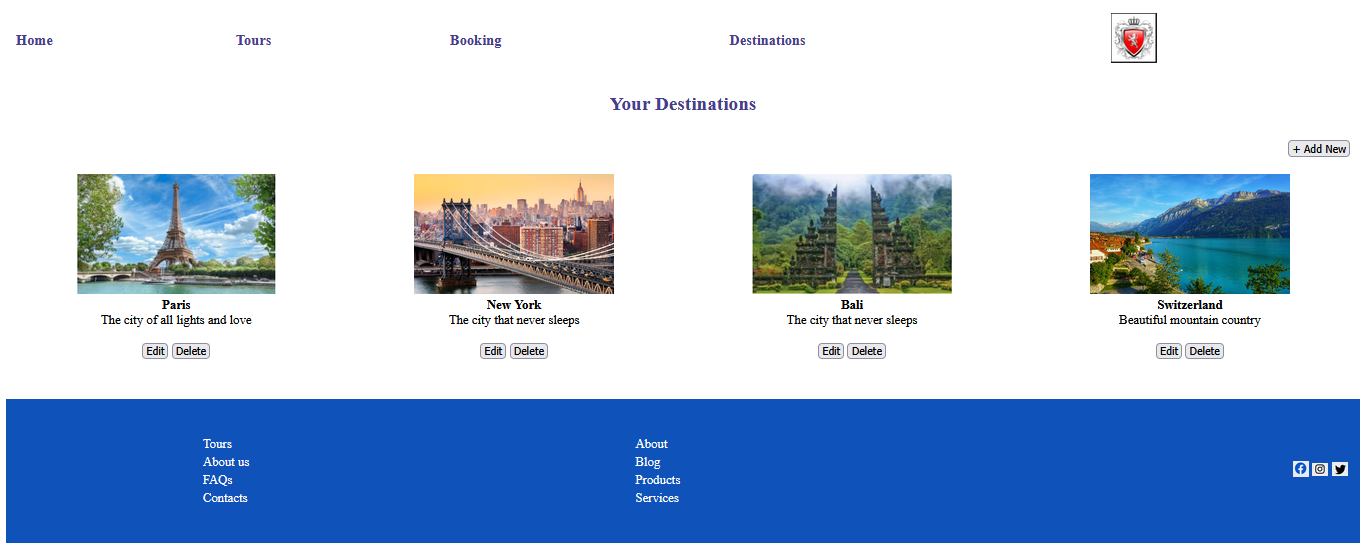 Home Tours Booking Destinations
Your Destinations
+ Add New
Paris
The city of all lights and love
Edit Delete
New York
The city that never sleeps
Edit Delete
Bali
The city that never sleeps
Edit Delete
Switzerland
Beautiful mountain country
Edit Delete
Tours
About us
FAQs
Contacts
About
Blog
Products
Services